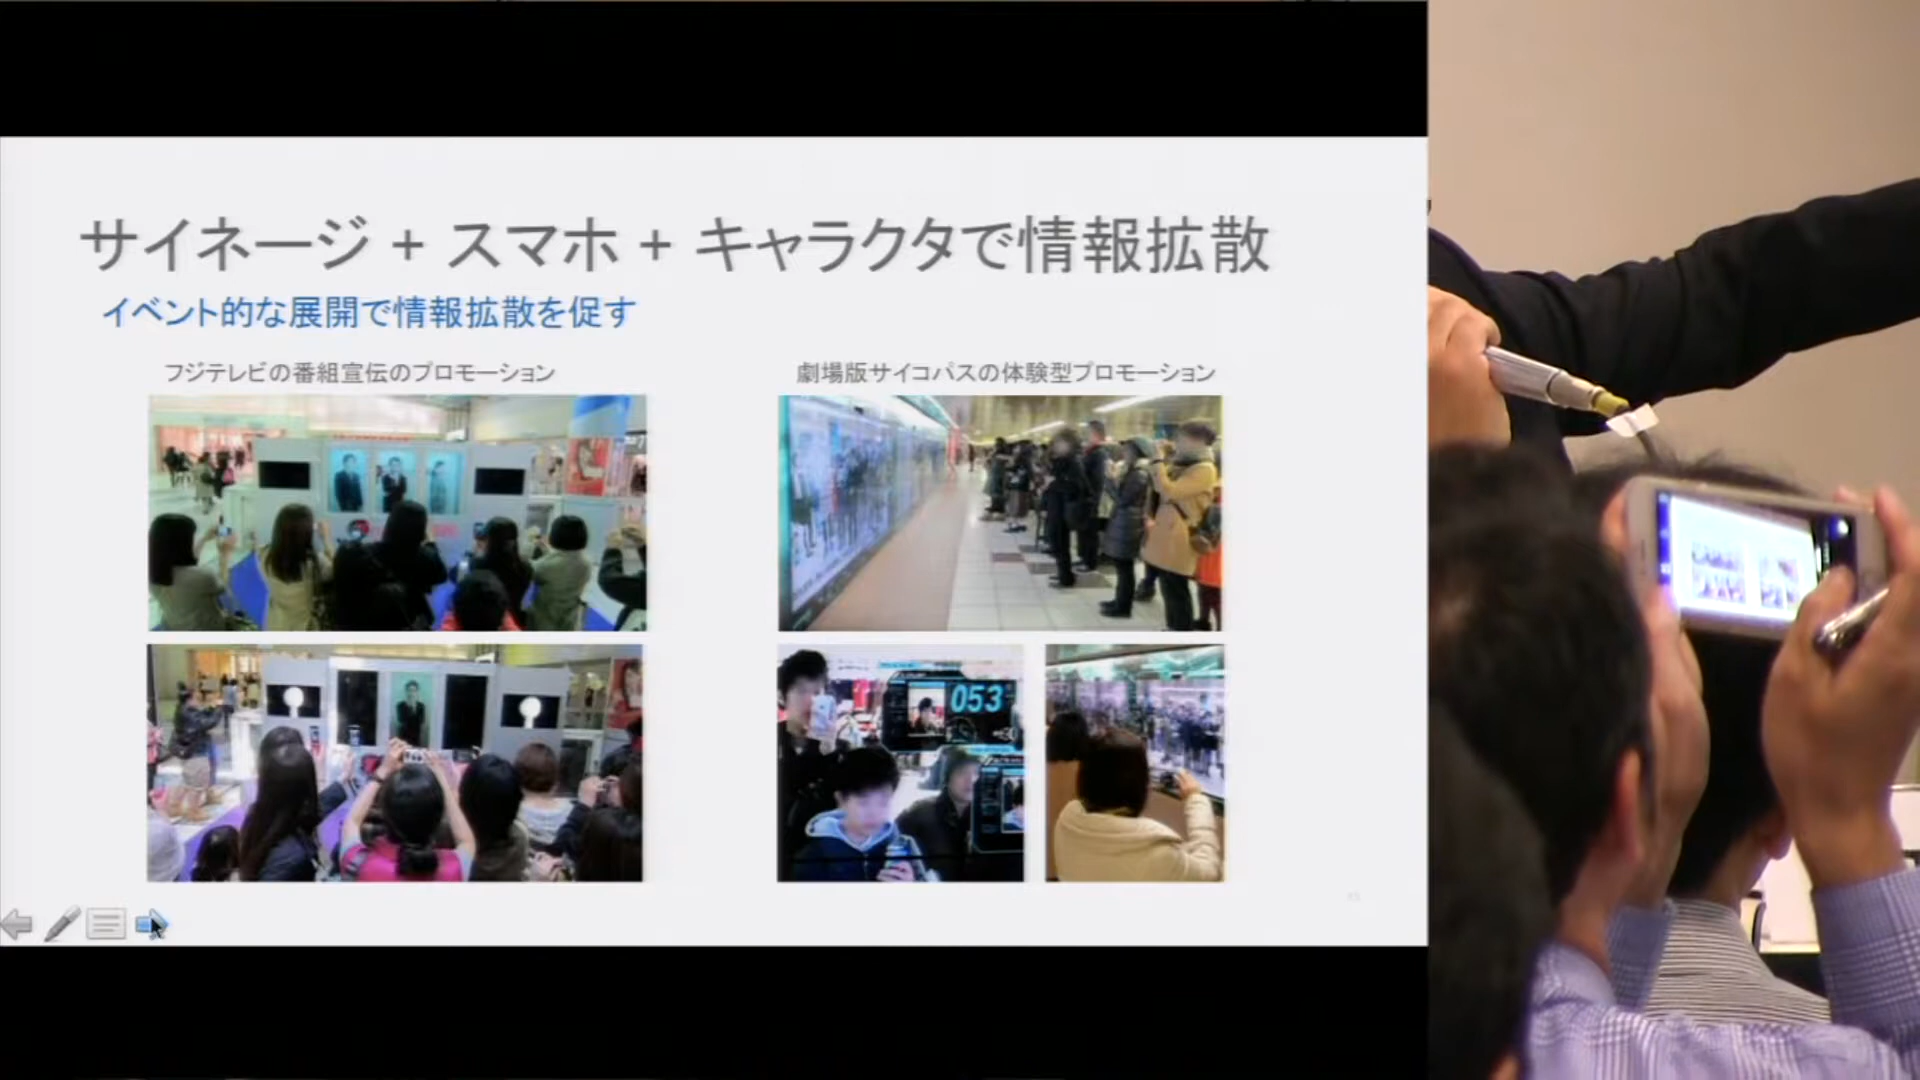 サイネージ + スマホ + キャラクタで情報拡散
イベント的な展開で情報拡散を促す
フジテレビの番組宣伝のプロモーション
劇場版サイコパスの体験型プロモーション
053